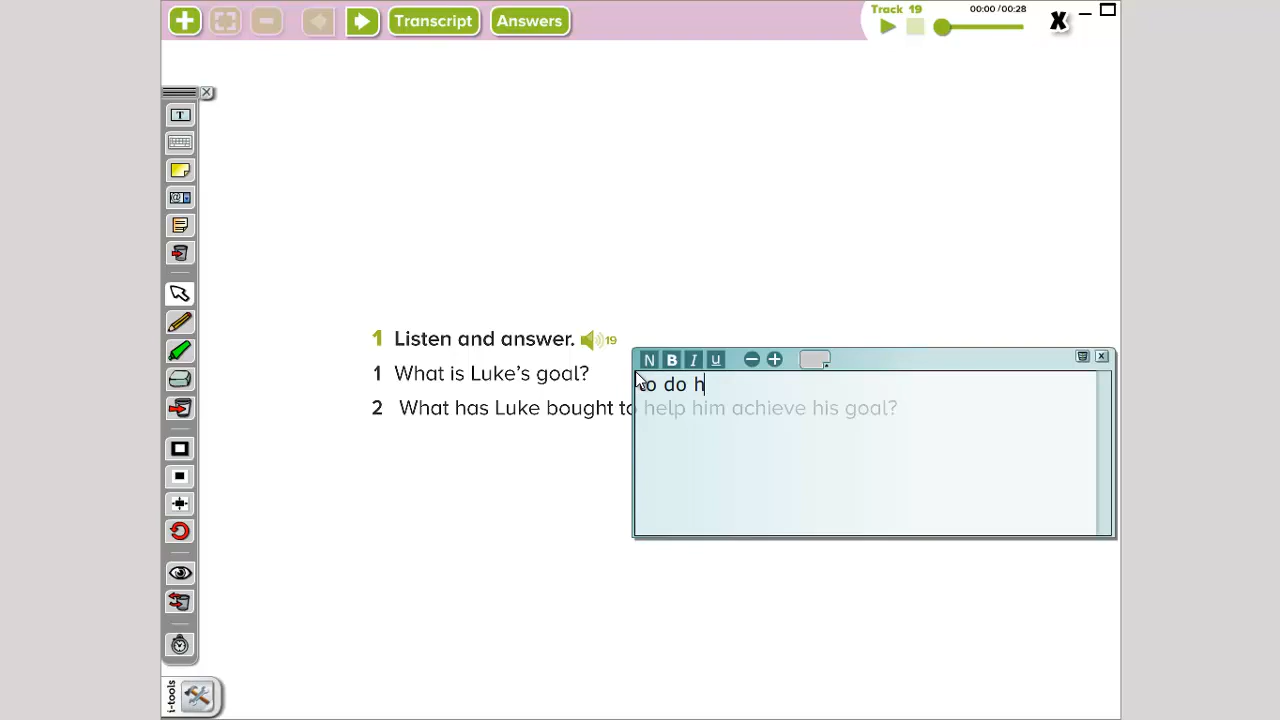 Transcript
Answers
Track 19
00:00 /00:28
X
T
1 Listen and answer. 19
N B I U
1 What is Luke's goal?
to do h
2 What has Luke bought to help him achieve his goal?
i-tools